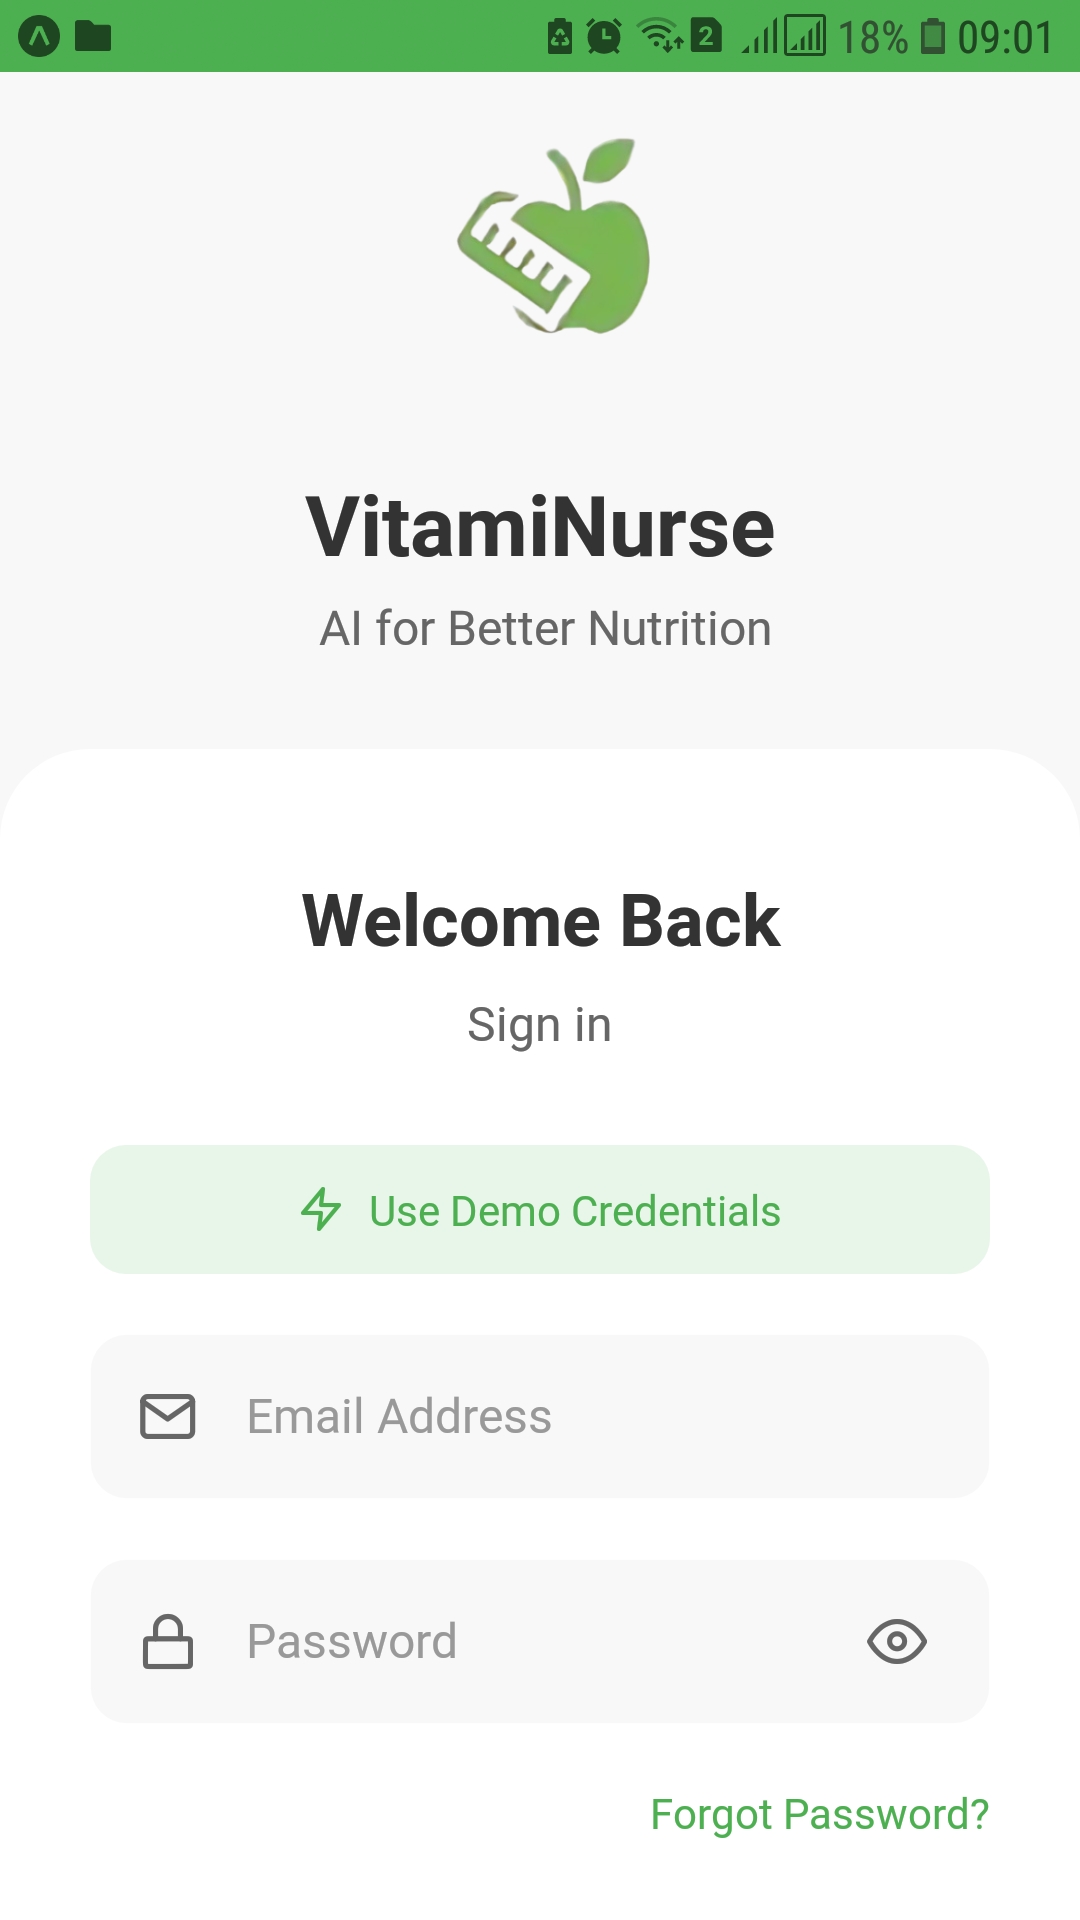 2 18% 09:01
VitamiNurse
AI for Better Nutrition
Welcome Back
Sign in
Use Demo Credentials
Email Address
Password
Forgot Password?